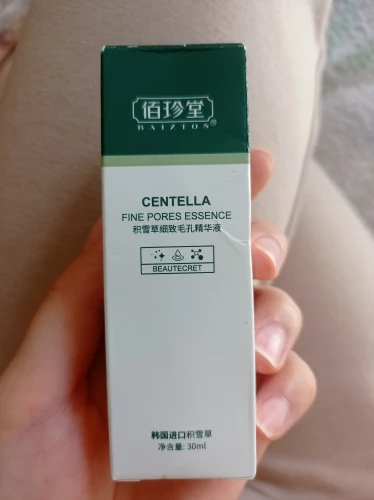 佰珍堂®
BAIZTON
CENTELLA
FINE PORES ESSENCE
积雪草细致毛孔精华液
BEAUTECRET
韩国进口积雪草
净含量: 30ml